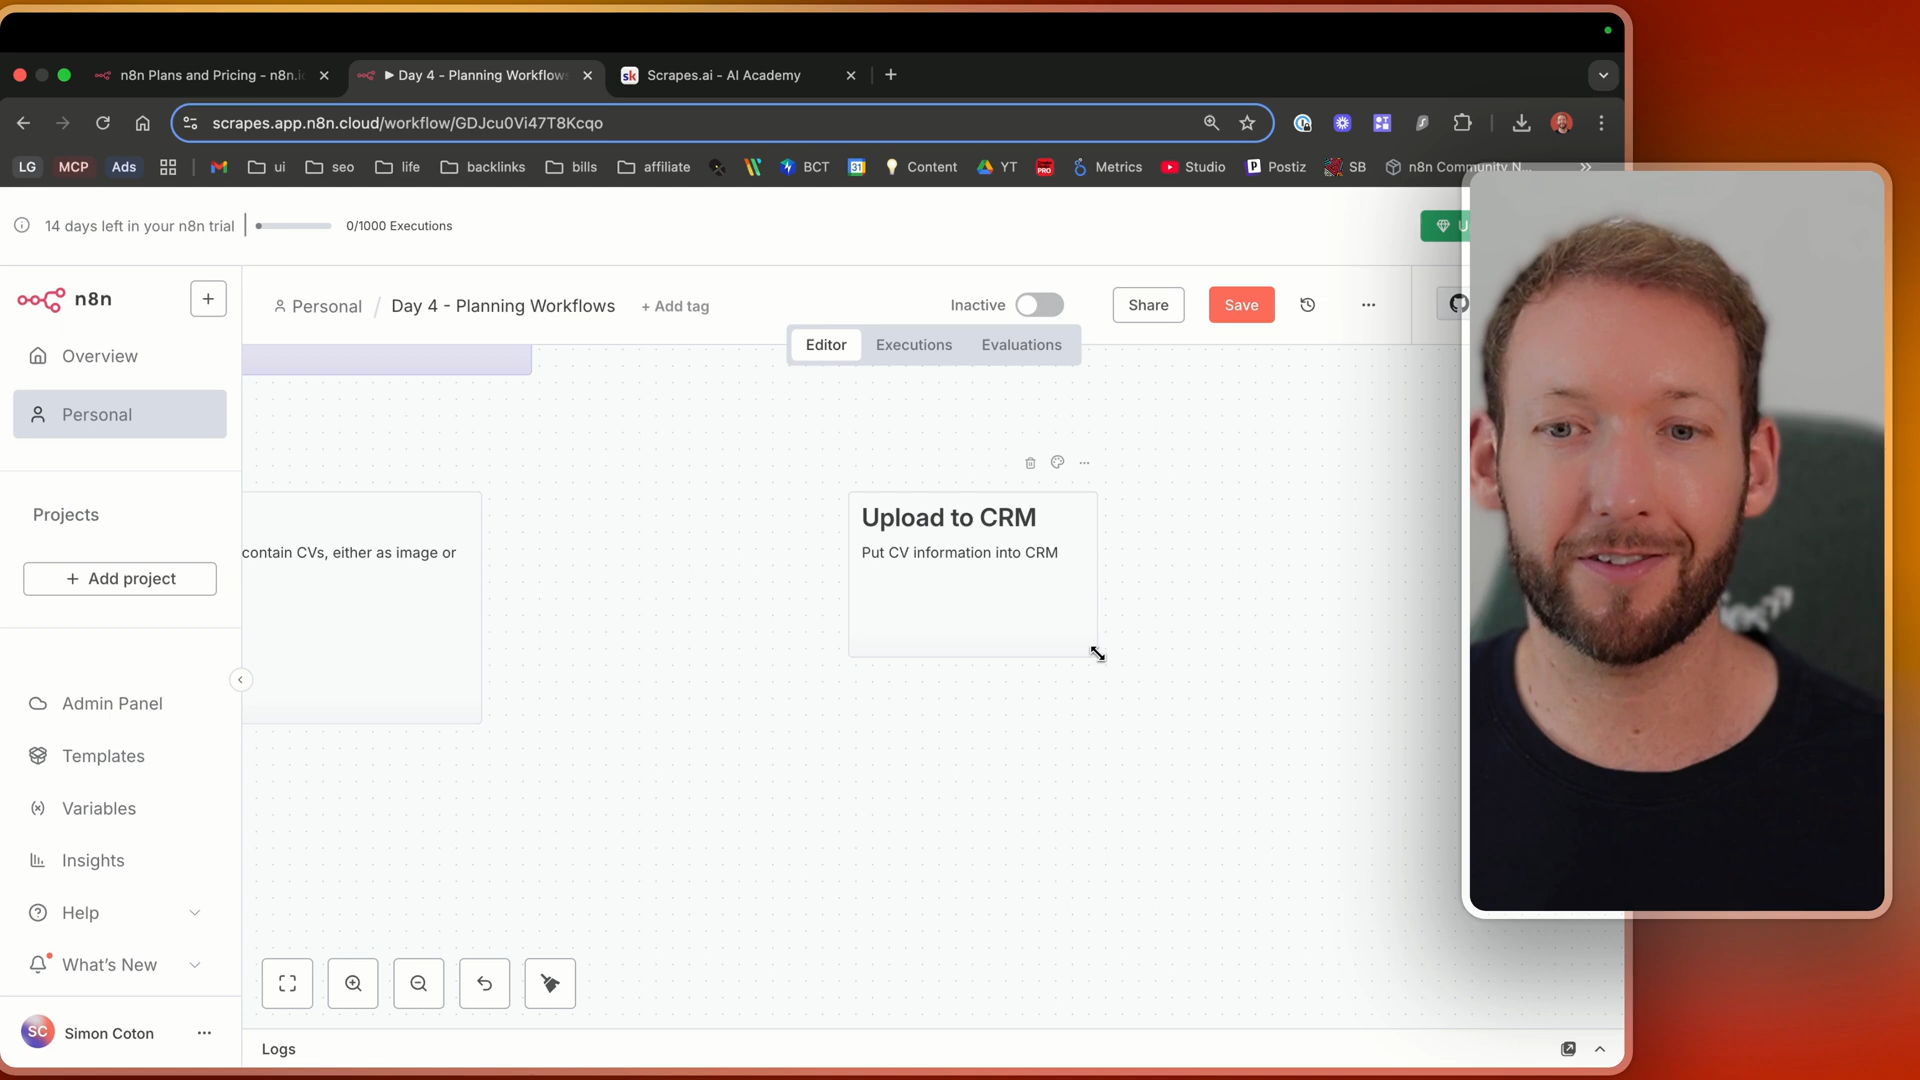 n8n Plans and Pricing - n8n.i
▶ Day 4 - Planning Workflows
sk
Scrapes.ai - AI Academy
scrapes.app.n8n.cloud/workflow/GDJcu0Vi47T8Kcqo
LG
MCP
Ads
ui
seo
life
backlinks
bills
affiliate
BCT
31
Content
YT
PRO
Metrics
Studio
Postiz
SB
n8n Community N...
14 days left in your n8n trial
0/1000 Executions
U
n8n
Personal / Day 4 - Planning Workflows
+ Add tag
Inactive
Share
Save
Editor
Executions
Evaluations
Overview
Personal
Projects
+ Add project
Admin Panel
Templates
Variables
Insights
Help
What's New
SC
Simon Coton
contain CVs, either as image or
Upload to CRM
Put CV information into CRM
Logs